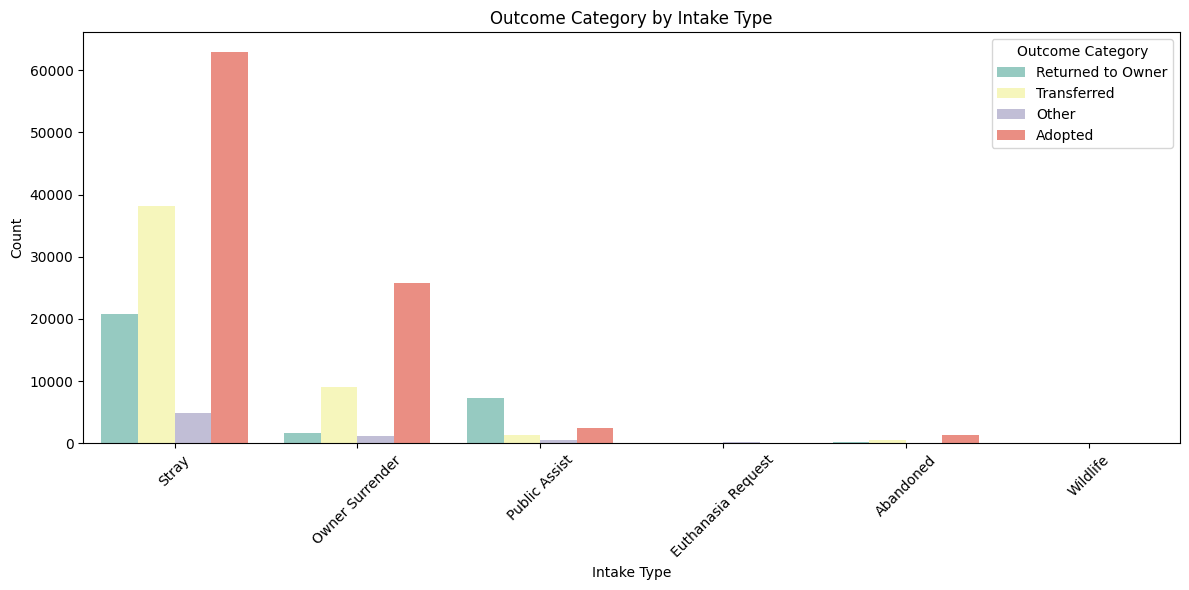 Outcome Category by Intake Type
Outcome Category
Returned to Owner
Transferred
Other
Adopted
Count
60000
50000
40000
30000
20000
10000
0
Stray
Owner Surrender
Public Assist
Euthanasia Request
Abandoned
Wildlife
Intake Type